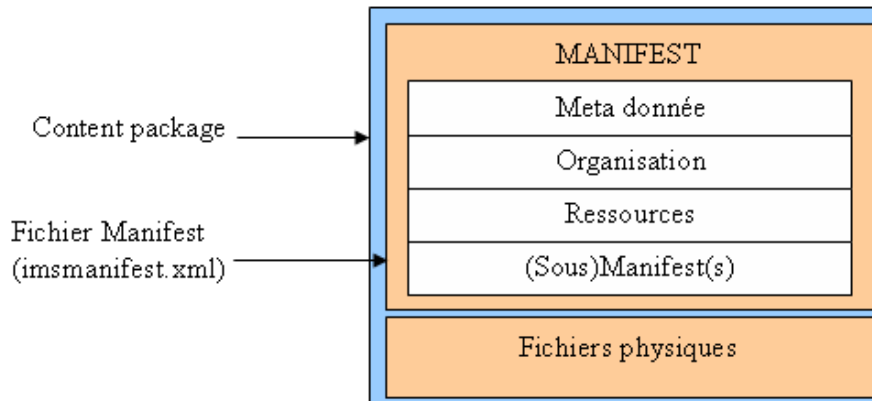 MANIFEST
Meta donnée
Content package
Organisation
Ressources
Fichier Manifest
(imsmanifest.xml)
(Sous)Manifest(s)
Fichiers physiques